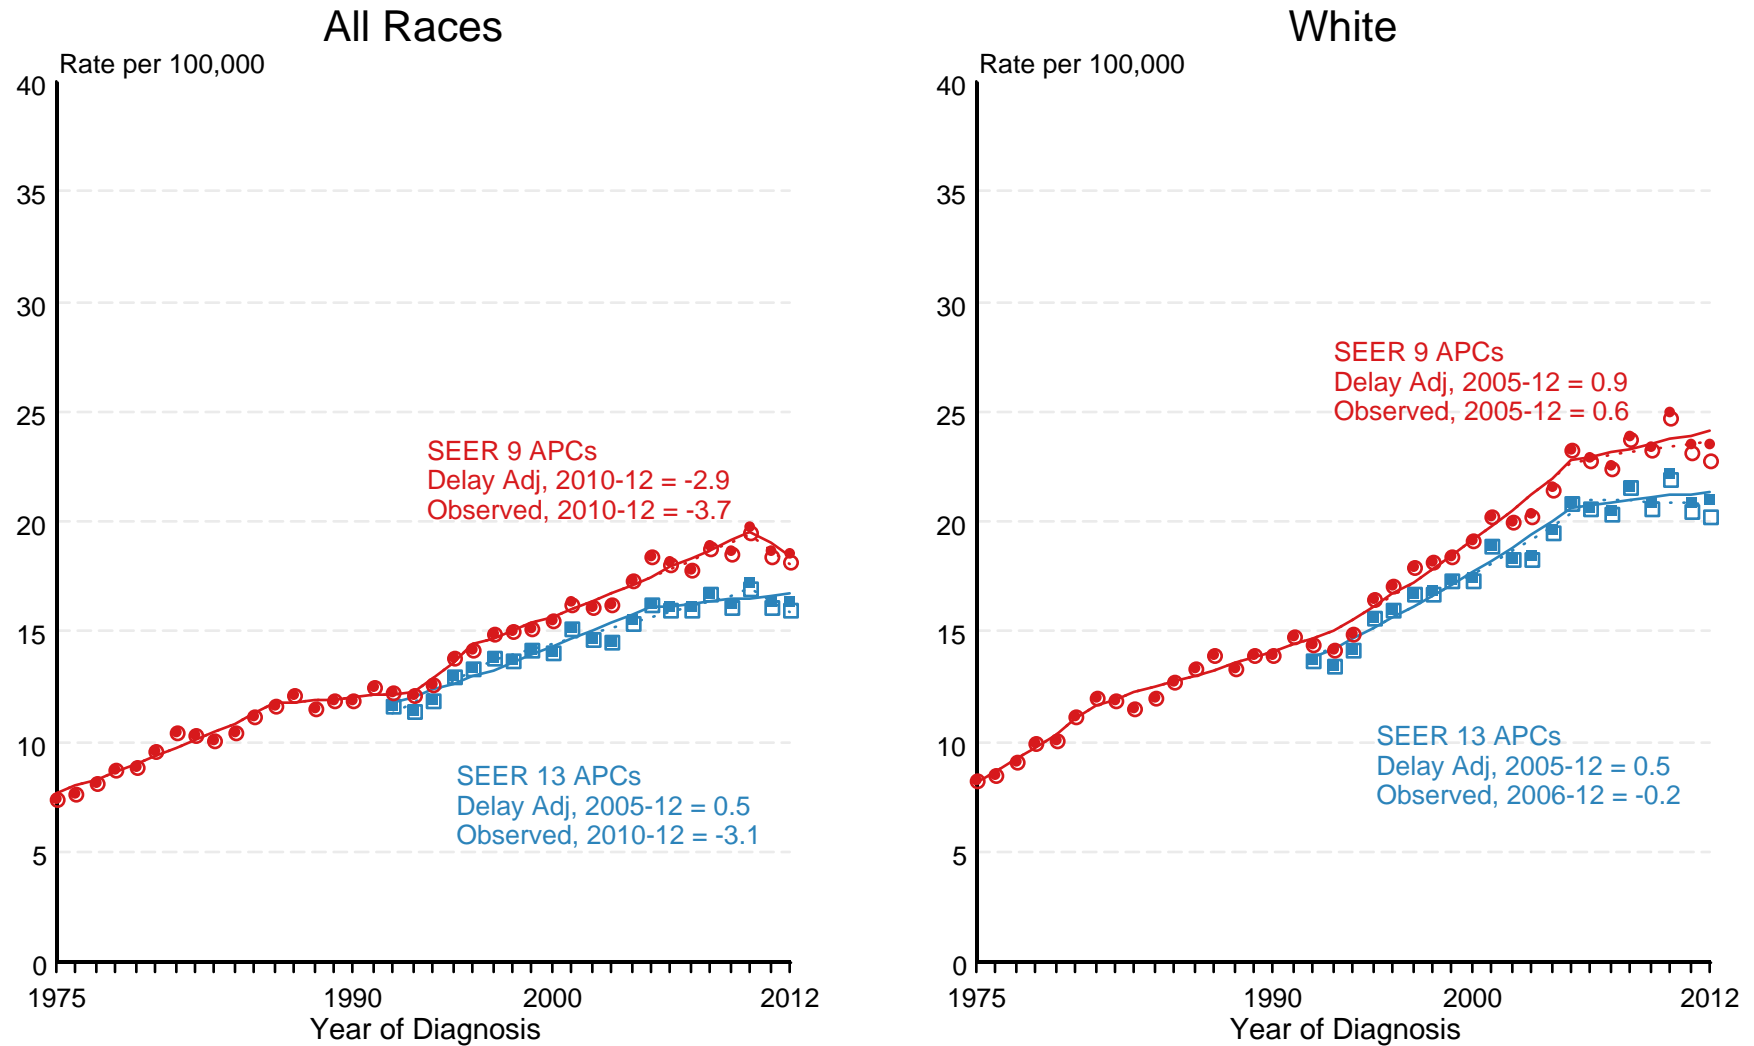 All Races
Rate per 100,000
40
35
30
25
20
15
10
5
0
SEER 9 APCs
Delay Adj, 2010-12 = -2.9
Observed, 2010-12 = -3.7
SEER 13 APCs
Delay Adj, 2005-12 = 0.5
Observed, 2010-12 = -3.1
1975 1990 2000 2012
Year of Diagnosis
White
Rate per 100,000
40
35
30
25
20
15
10
5
0
SEER 9 APCs
Delay Adj, 2005-12 = 0.9
Observed, 2005-12 = 0.6
SEER 13 APCs
Delay Adj, 2005-12 = 0.5
Observed, 2006-12 = -0.2
1975 1990 2000 2012
Year of Diagnosis